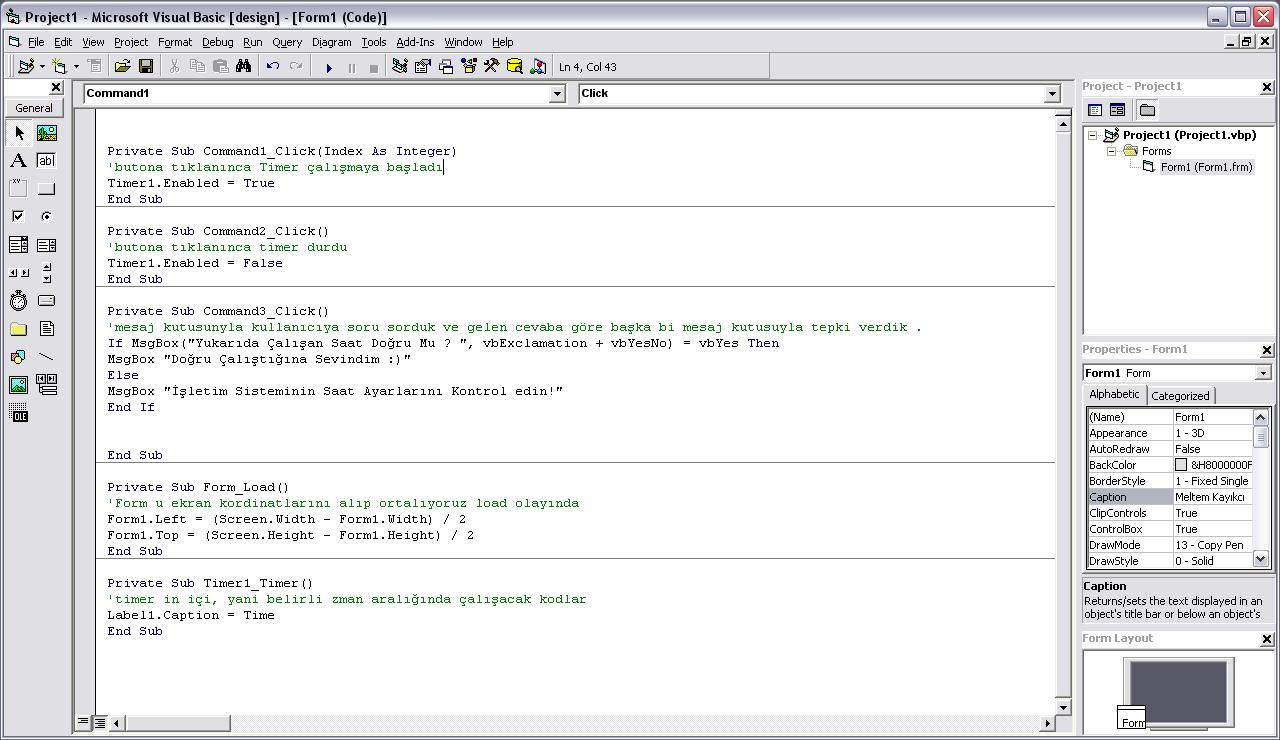 Project1 - Microsoft Visual Basic [design] - [Form1 (Code)]
File Edit View Project Format Debug Run Query Diagram Tools Add-Ins Window Help
Ln 4, Col 43
General
Command1
Click
Private Sub Command1_Click(Index As Integer)
'butona tıklanınca Timer çalışmaya başladı
Timer1.Enabled = True
End Sub
Private Sub Command2_Click()
'butona tıklanınca timer durdu
Timer1.Enabled = False
End Sub
Private Sub Command3_Click()
'mesaj kutusunyla kullanıcıya soru sorduk ve gelen cevaba göre başka bi mesaj kutusuyla tepki verdik .
If MsgBox("Yukarıda Çalışan Saat Doğru Mu ? ", vbExclamation + vbYesNo) = vbYes Then
MsgBox "Doğru Çalıştığına Sevindim :)"
Else
MsgBox "İşletim Sisteminin Saat Ayarlarını Kontrol edin!"
End If
End Sub
Private Sub Form_Load()
'Form u ekran kordinatlarını alıp ortalıyoruz load olayında
Form1.Left = (Screen.Width - Form1.Width) / 2
Form1.Top = (Screen.Height - Form1.Height) / 2
End Sub
Private Sub Timer1_Timer()
'timer in içi, yani belirli zman aralığında çalışacak kodlar
Label1.Caption = Time
End Sub
Project - Project1
Project1 (Project1.vbp)
Forms
Form1 (Form1.frm)
Properties - Form1
Form1 Form
Alphabetic Categorized
(Name) Form1
Appearance 1 - 3D
AutoRedraw False
BackColor &H8000000F
BorderStyle 1 - Fixed Single
Caption Meltem Kayıkcı
ClipControls True
ControlBox True
DrawMode 13 - Copy Pen
DrawStyle 0 - Solid
Caption
Returns/sets the text displayed in an
object's title bar or below an object's
Form Layout
Form